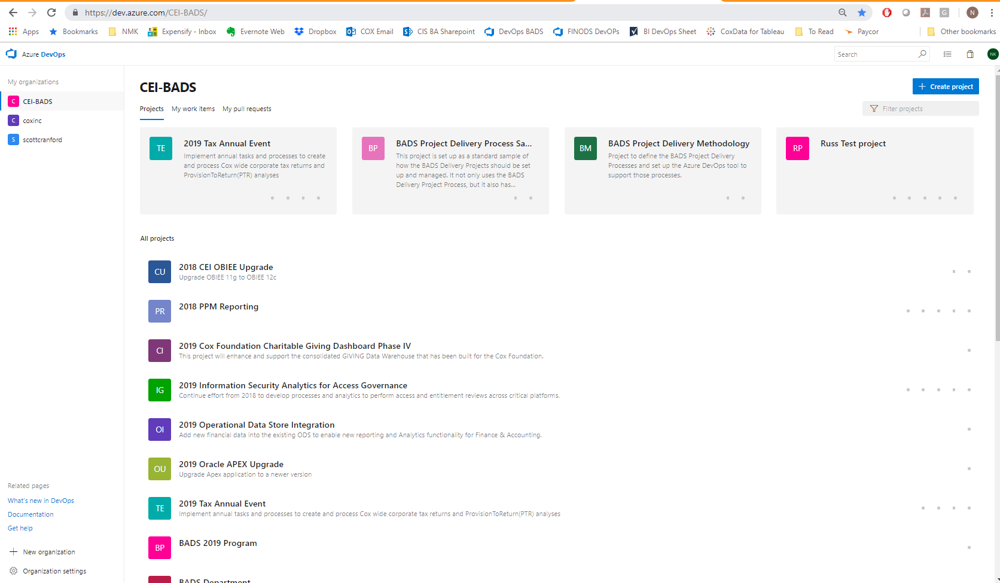 https://dev.azure.com/CEI-BADS/
N
Apps Bookmarks NMK Expensify - Inbox Evernote Web Dropbox COX Email CIS BA Sharepoint DevOps BADS FINODS DevOPs BI DevOps Sheet CoxData for Tableau To Read Paycor Other bookmarks
Azure DevOps
Search
NK
My organizations
C CEI-BADS
C coxinc
S scottcranford
CEI-BADS
+ Create project
Projects My work items My pull requests
Filter projects
TE
2019 Tax Annual Event
Implement annual tasks and processes to create
and process Cox wide corporate tax returns and
ProvisionToReturn(PTR) analyses
BP
BADS Project Delivery Process Sa...
This project is set up as a standard sample of
how the BADS Delivery Projects should be set
up and managed. It not only uses the BADS
Delivery Project Process, but it also has...
BM
BADS Project Delivery Methodology
Project to define the BADS Project Delivery
Processes and set up the Azure DevOps tool to
support those processes.
RP
Russ Test project
All projects
CU
2018 CEI OBIEE Upgrade
Upgrade OBIEE 11g to OBIEE 12c
PR
2018 PPM Reporting
CI
2019 Cox Foundation Charitable Giving Dashboard Phase IV
This project will enhance and support the consolidated GIVING Data Warehouse that has been built for the Cox Foundation.
IG
2019 Information Security Analytics for Access Governance
Continue effort from 2018 to develop processes and analytics to perform access and entitlement reviews across critical platforms.
OI
2019 Operational Data Store Integration
Add new financial data into the existing ODS to enable new reporting and Analytics functionality for Finance & Accounting.
OU
2019 Oracle APEX Upgrade
Upgrade Apex application to a newer version
TE
2019 Tax Annual Event
Implement annual tasks and processes to create and process Cox wide corporate tax returns and ProvisionToReturn(PTR) analyses
BP
BADS 2019 Program
BADS Department
Related pages
What's new in DevOps
Documentation
Get help
+ New organization
Organization settings